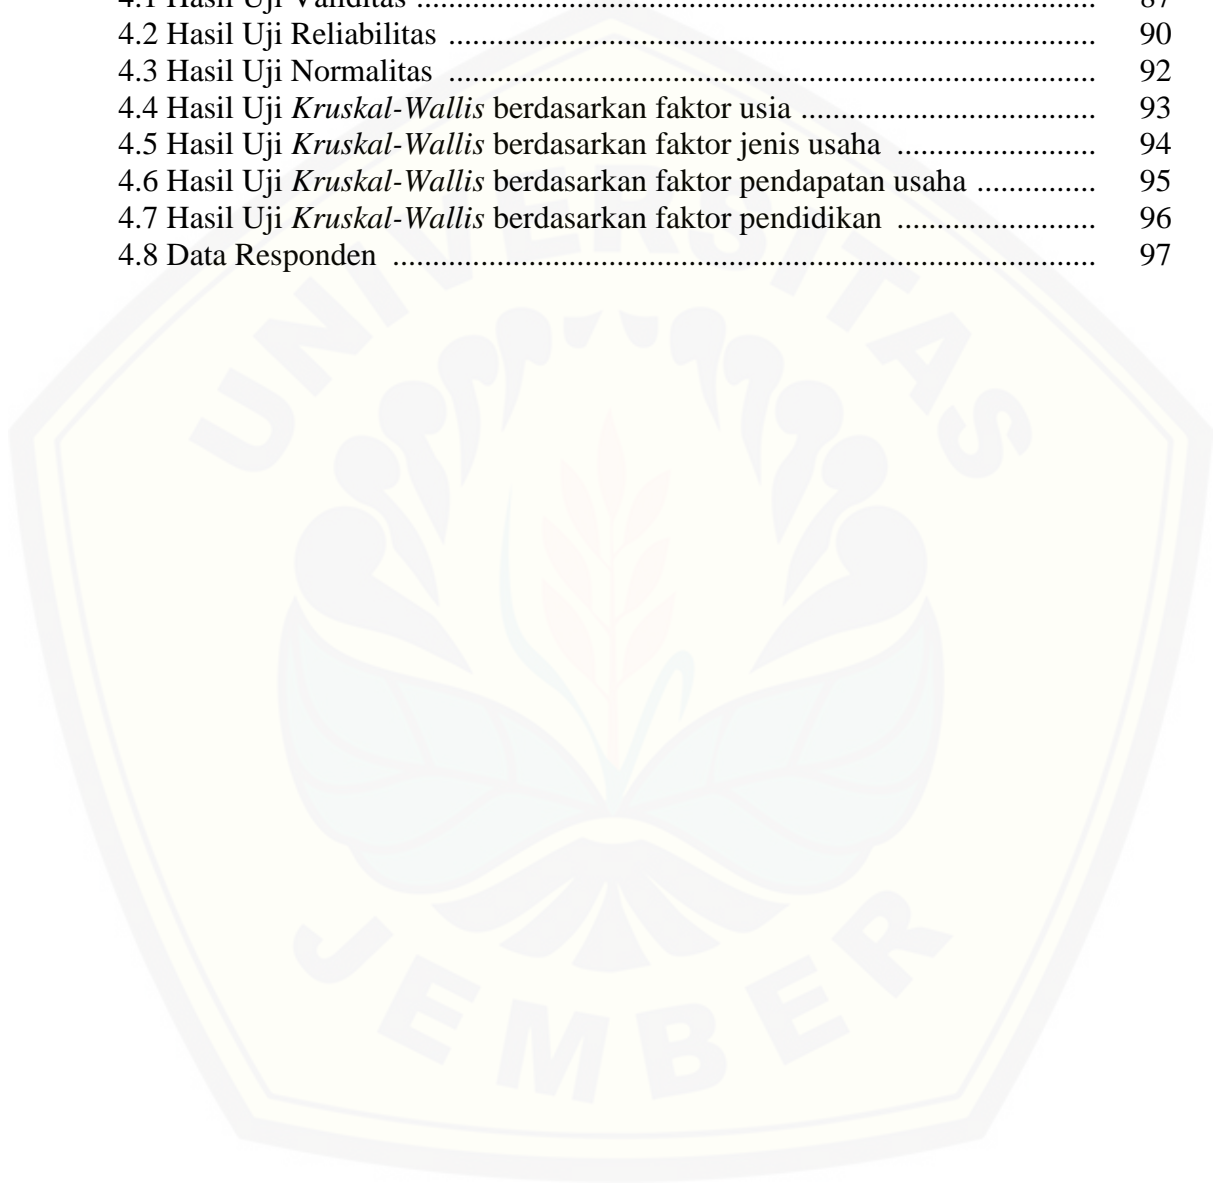 4.1 Hasil Uji Validitas ........................................................................................ 87
4.2 Hasil Uji Reliabilitas ................................................................................... 90
4.3 Hasil Uji Normalitas ................................................................................... 92
4.4 Hasil Uji Kruskal-Wallis berdasarkan faktor usia ...................................... 93
4.5 Hasil Uji Kruskal-Wallis berdasarkan faktor jenis usaha .......................... 94
4.6 Hasil Uji Kruskal-Wallis berdasarkan faktor pendapatan usaha ............... 95
4.7 Hasil Uji Kruskal-Wallis berdasarkan faktor pendidikan .......................... 96
4.8 Data Responden .......................................................................................... 97
UNIVERSITAS
JEMBER